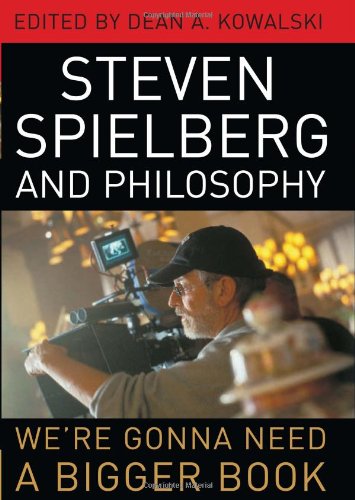 EDITED BY DEAN A. KOWALSKI
STEVEN
SPIELBERG
AND PHILOSOPHY
WE'RE GONNA NEED
A BIGGER BOOK